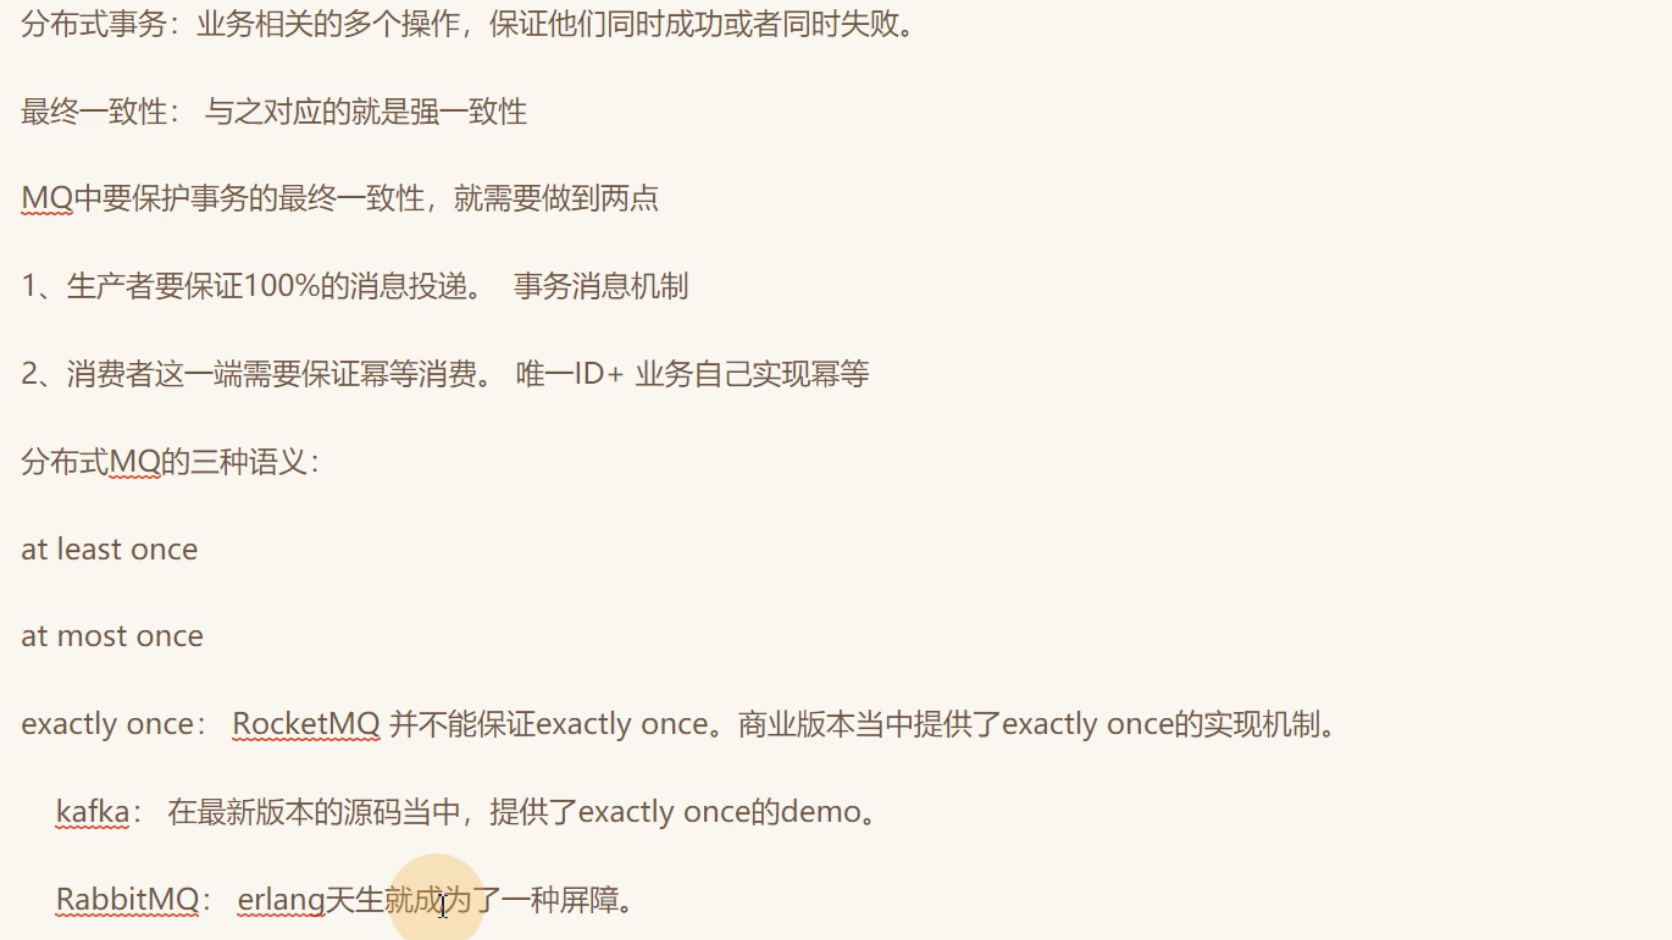 分布式事务：业务相关的多个操作，保证他们同时成功或者同时失败。
最终一致性： 与之对应的就是强一致性
MQ中要保护事务的最终一致性，就需要做到两点
1、生产者要保证100%的消息投递。 事务消息机制
2、消费者这一端需要保证幂等消费。 唯一ID+ 业务自己实现幂等
分布式MQ的三种语义：
at least once
at most once
exactly once： RocketMQ 并不能保证exactly once。商业版本当中提供了exactly once的实现机制。
kafka： 在最新版本的源码当中，提供了exactly once的demo。
RabbitMQ： erlang天生就成为了一种屏障。